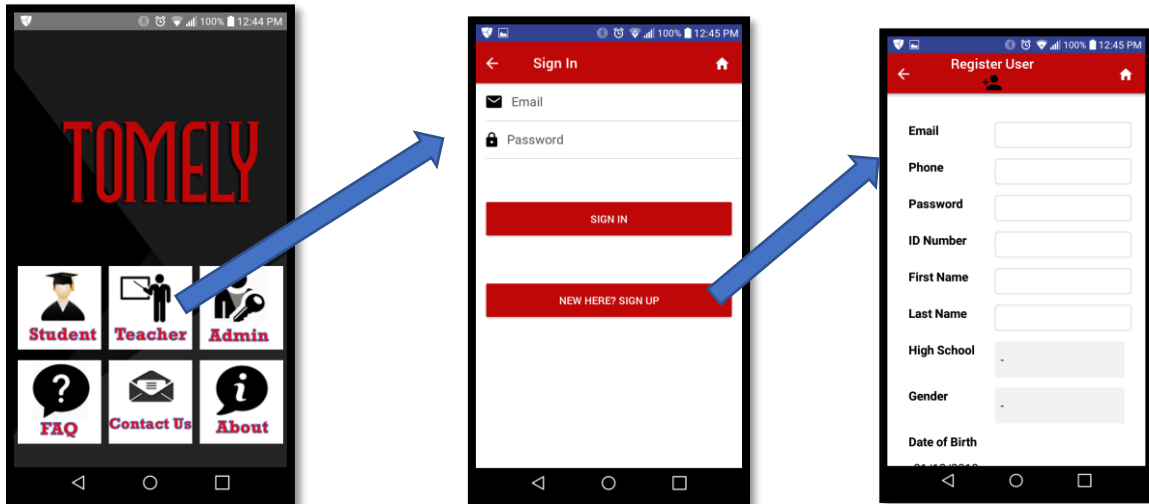 100% 12:44 PM
TOMELY
Student Teacher Admin
FAQ Contact Us About
100% 12:45 PM
Sign In
Email
Password
SIGN IN
NEW HERE? SIGN UP
100% 12:45 PM
Register User
Email
Phone
Password
ID Number
First Name
Last Name
High School
-
Gender
-
Date of Birth